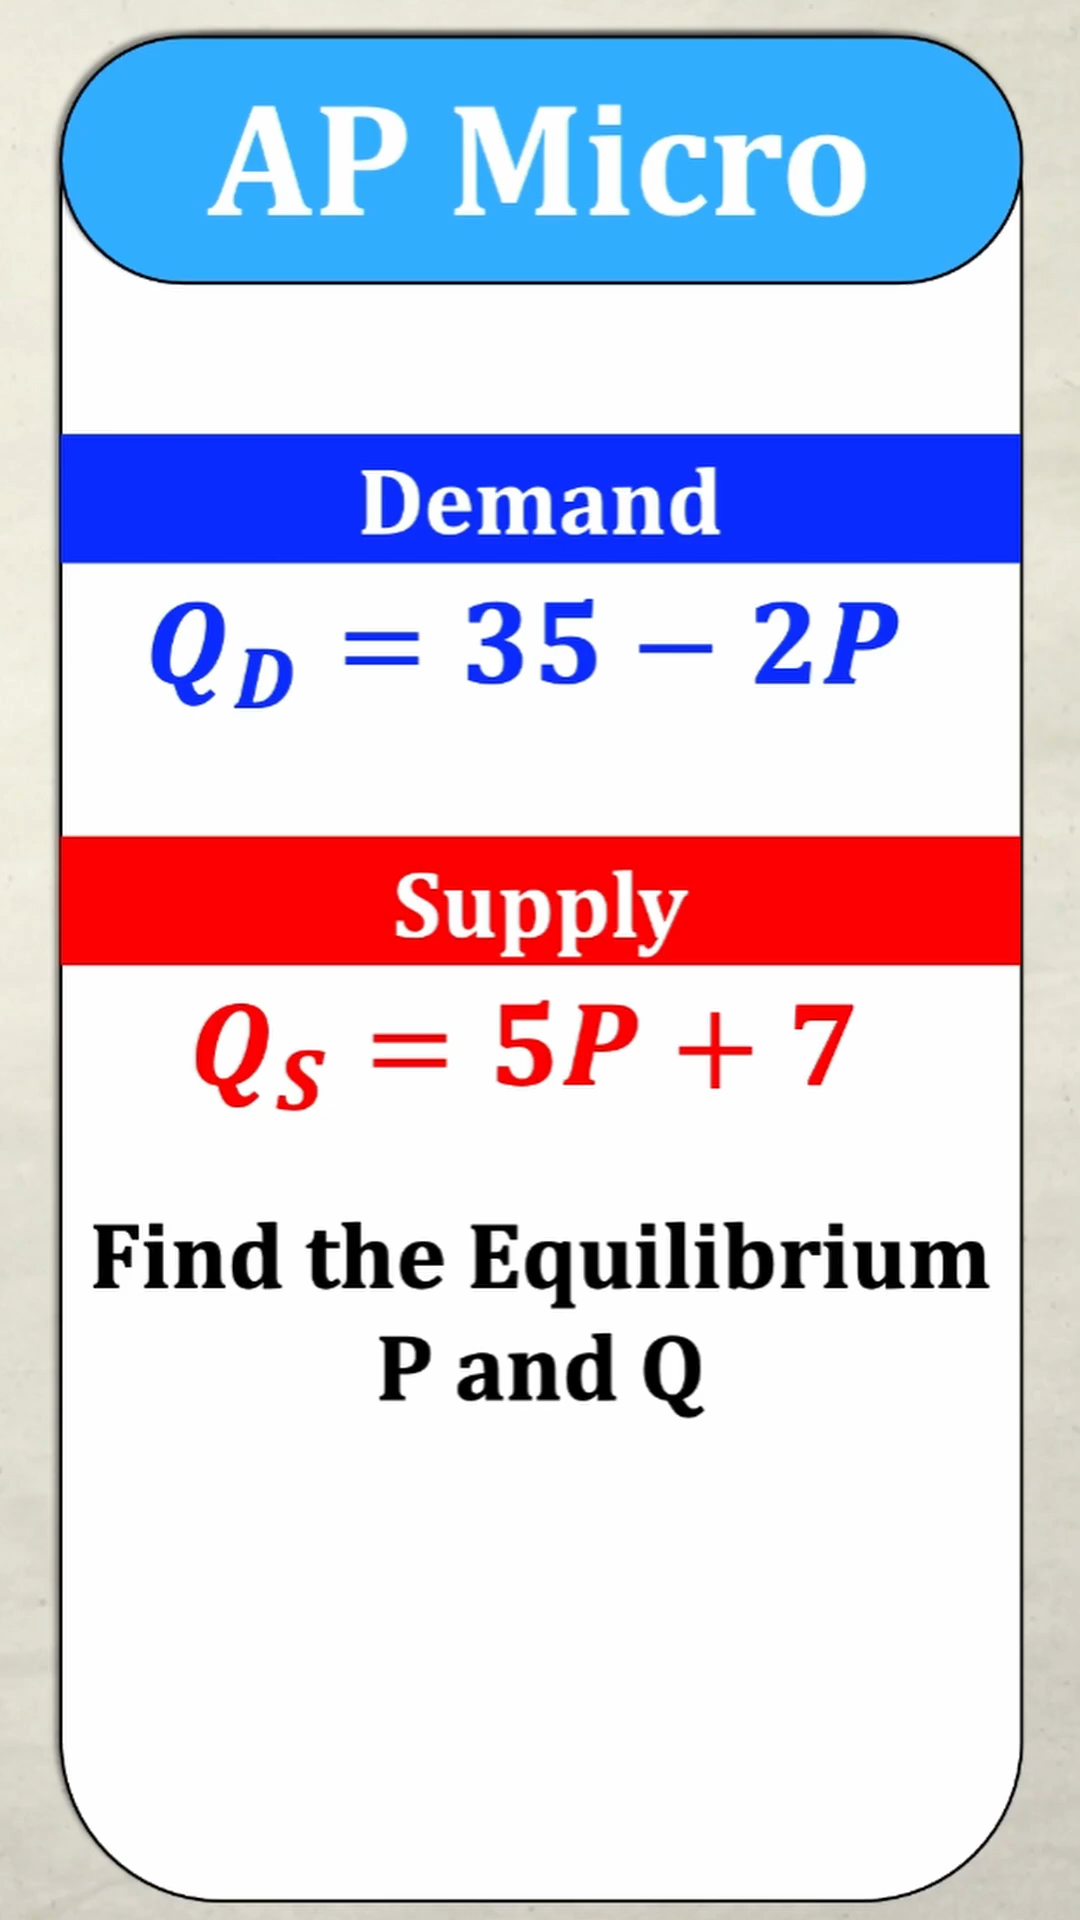 AP Micro
Demand
Q_D = 35 − 2P
Supply
Q_S = 5P + 7
Find the Equilibrium
P and Q